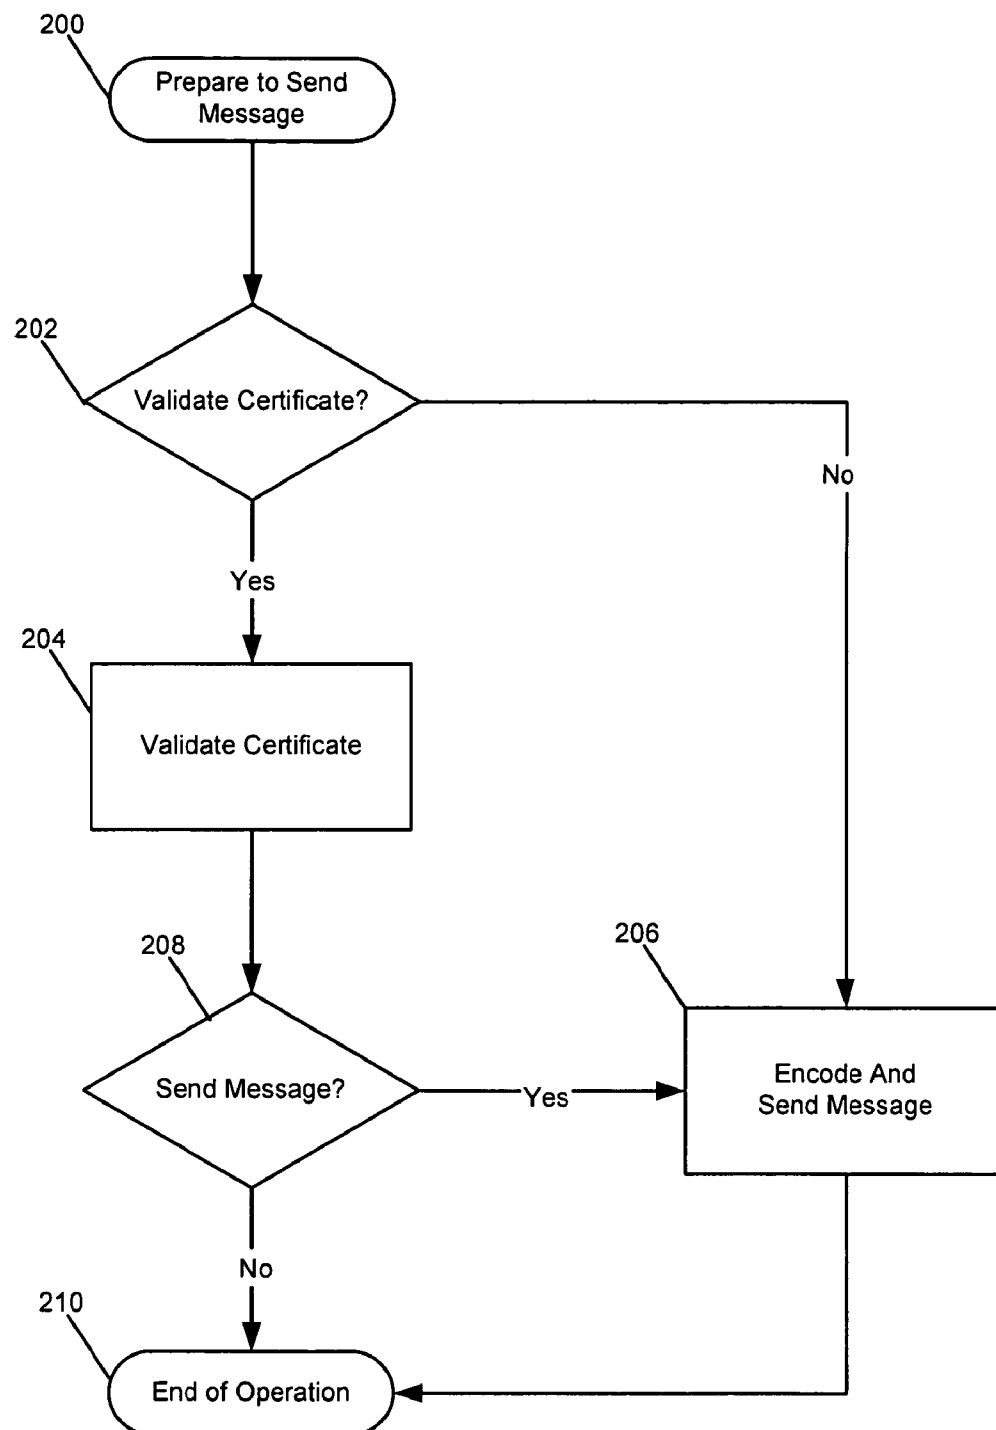 200
Prepare to Send
Message
202
Validate Certificate?
No
Yes
204
Validate Certificate
208
206
Send Message?
Yes
Encode And
Send Message
No
210
End of Operation